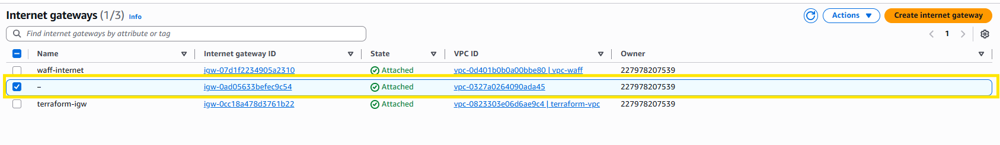 Internet gateways (1/3) Info Actions Create internet gateway
Find internet gateways by attribute or tag 1
Name Internet gateway ID State VPC ID Owner
waff-internet igw-07d1f2234905a2310 Attached vpc-0d401b0b0a00bbe80 | vpc-waff 227978207539
– igw-0ad05633befec9c54 Attached vpc-0327a0264090ada45 227978207539
terraform-igw igw-0cc18a478d3761b22 Attached vpc-0823303e06d6ae9c4 | terraform-vpc 227978207539